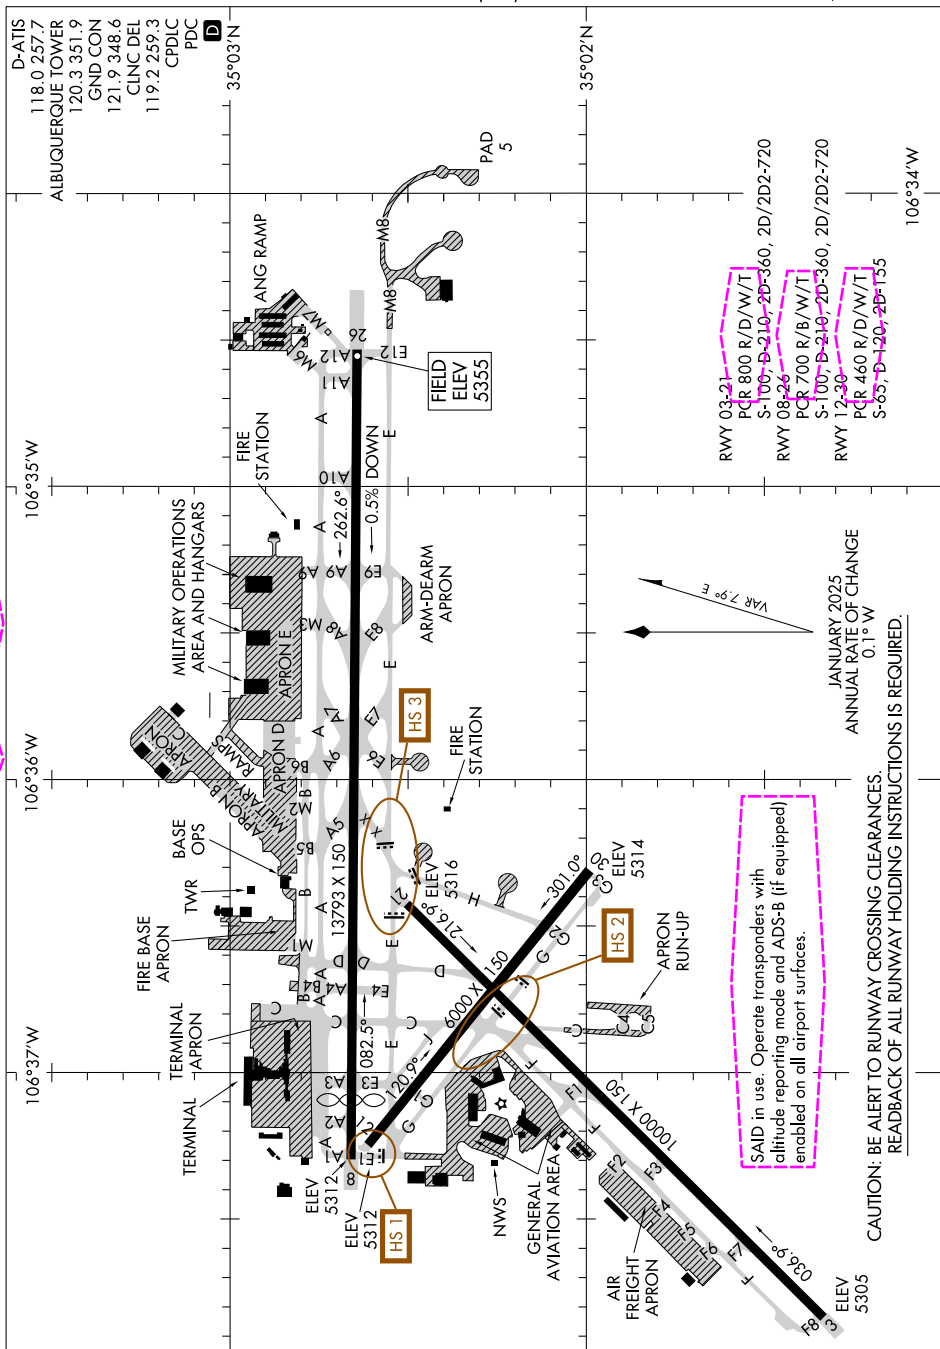 D-ATIS
118.0 257.7
ALBUQUERQUE TOWER
120.3 351.9
GND CON
121.9 348.6
CLNC DEL
119.2 259.3
CPDLC
PDC
D
35°03'N
35°02'N
106°34'W
106°35'W
106°36'W
106°37'W
PAD
5
ANG RAMP
M8
M8
M7
M6
26
A12
E12
A11
FIELD
ELEV
5355
A
E
A10
FIRE
STATION
262.6°
0.5% DOWN
MILITARY OPERATIONS
AREA AND HANGARS
A
A9
A9
E9
ARM-DEARM
APRON
M3
A8
E8
APRON E
E
A
A7
E7
HS 3
APRON D
APRON C
APRON B
MILITARY RAMPS
B6
A6
E6
FIRE
STATION
BASE
OPS
M2
B
B5
A5
X
X
TWR
FIRE BASE
APRON
B
A
13793 X 150
21
ELEV
5316
216.9°
H
30
G3
ELEV
5314
301.0°
M1
E
D
D
G2
G
HS 2
APRON
RUN-UP
TERMINAL
APRON
TERMINAL
A
B4
B
A
A4
E4
C
C
C
082.5°
E
J
6000 X 150
C
C4
C5
A3
E3
120.9°
G1
G
A2
12
A
A1
E1
8
ELEV
5312
ELEV
5312
HS 1
F
F1
F
NWS
GENERAL
AVIATION AREA
10000 X 150
F2
F3
F4
F5
F6
F7
F
AIR
FREIGHT
APRON
036.9°
F8
3
ELEV
5305
RWY 03-21
PCR 800 R/D/W/T
S-100, D-210, 2D-360, 2D/2D2-720
RWY 08-26
PCR 700 R/B/W/T
S-100, D-210, 2D-360, 2D/2D2-720
RWY 12-30
PCR 460 R/D/W/T
S-65, D-120, 2D-155
VAR 7.9° E
JANUARY 2025
ANNUAL RATE OF CHANGE
0.1° W
SAID in use. Operate transponders with
altitude reporting mode and ADS-B (if equipped)
enabled on all airport surfaces.
CAUTION: BE ALERT TO RUNWAY CROSSING CLEARANCES.
READBACK OF ALL RUNWAY HOLDING INSTRUCTIONS IS REQUIRED.